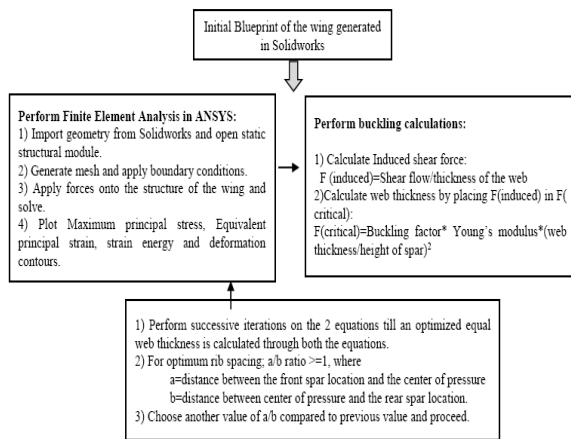 Initial Blueprint of the wing generated
in Solidworks
Perform Finite Element Analysis in ANSYS:
1) Import geometry from Solidworks and open static
structural module.
2) Generate mesh and apply boundary conditions.
3) Apply forces onto the structure of the wing and
solve.
4) Plot Maximum principal stress, Equivalent
principal strain, strain energy and deformation
contours.
Perform buckling calculations:
1) Calculate Induced shear force:
F (induced)=Shear flow/thickness of the web
2)Calculate web thickness by placing F(induced) in F(
critical):
F(critical)=Buckling factor* Young's modulus*(web
thickness/height of spar)²
1) Perform successive iterations on the 2 equations till an optimized equal
web thickness is calculated through both the equations.
2) For optimum rib spacing; a/b ratio >=1, where
a=distance between the front spar location and the center of pressure
b=distance between center of pressure and the rear spar location.
3) Choose another value of a/b compared to previous value and proceed.